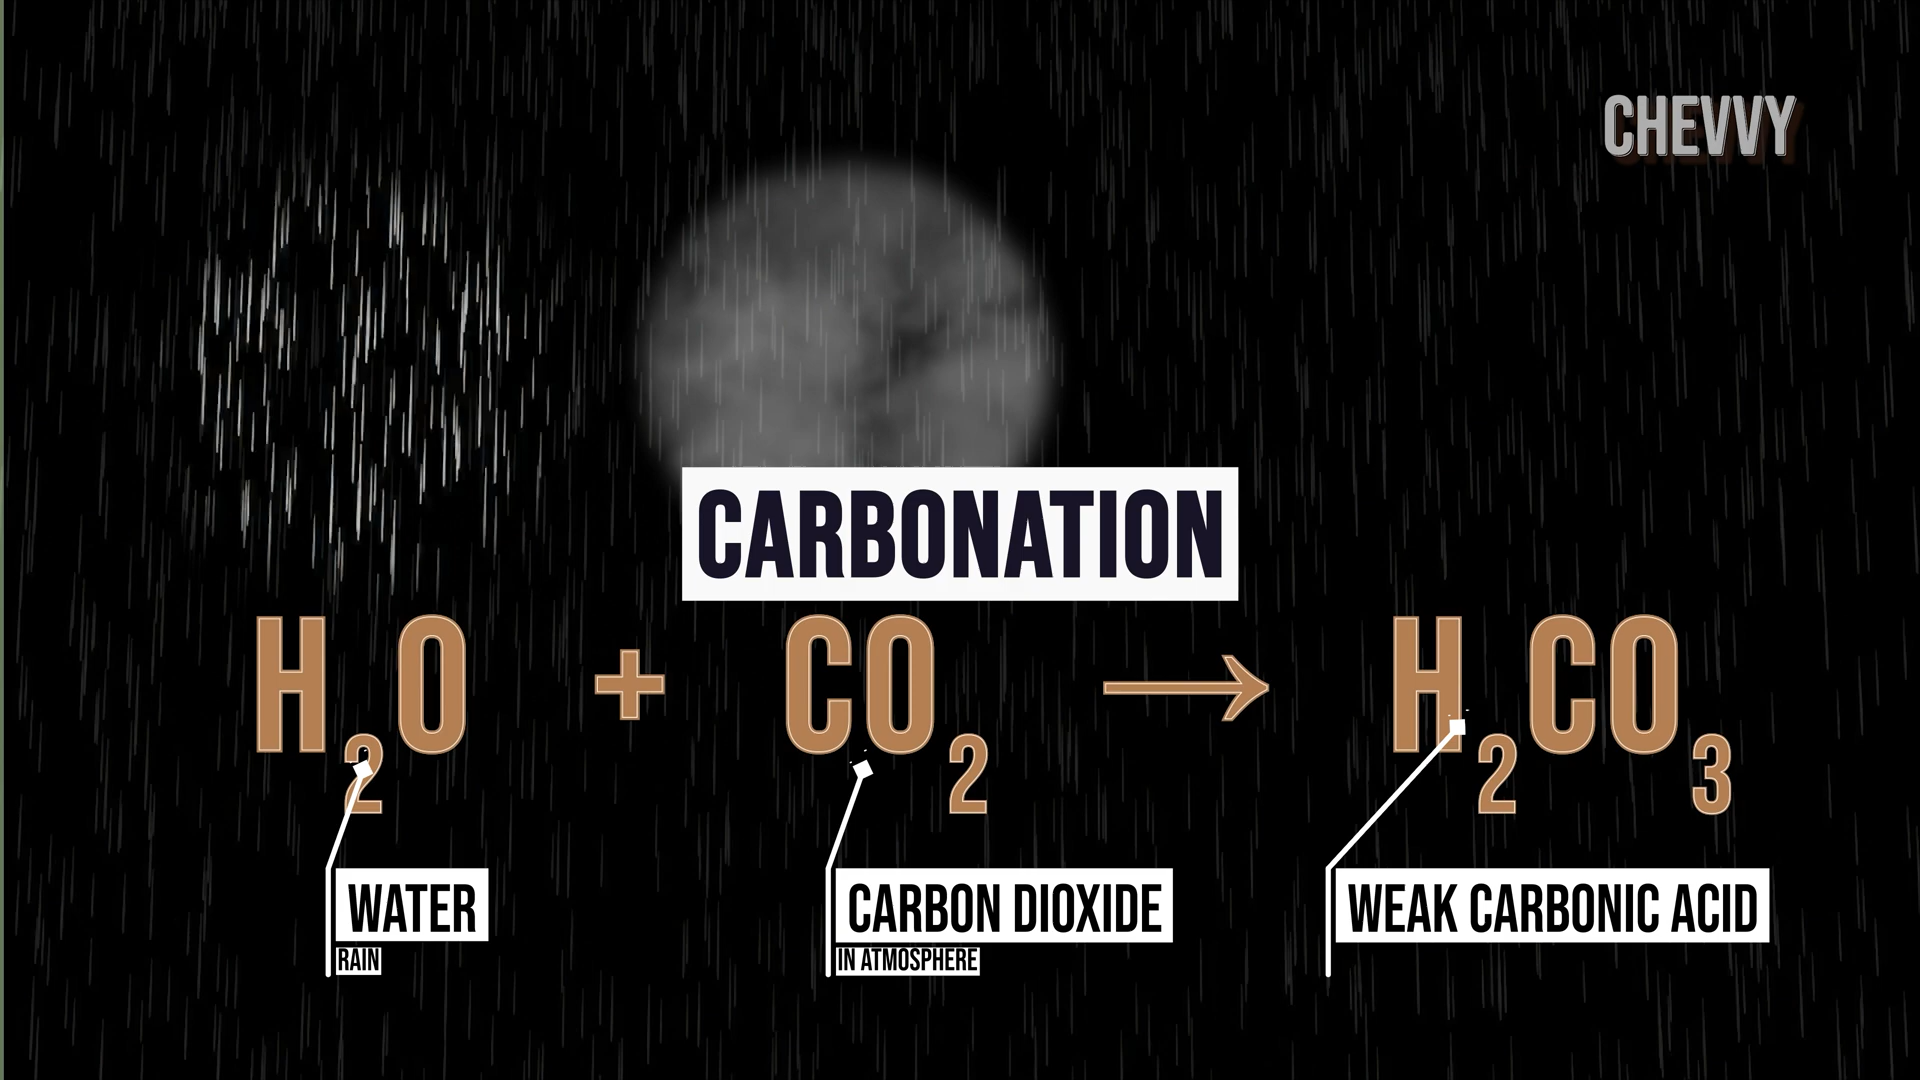 CHEVVY
CARBONATION
H₂O + CO₂ → H₂CO₃
WATER
RAIN
CARBON DIOXIDE
IN ATMOSPHERE
WEAK CARBONIC ACID